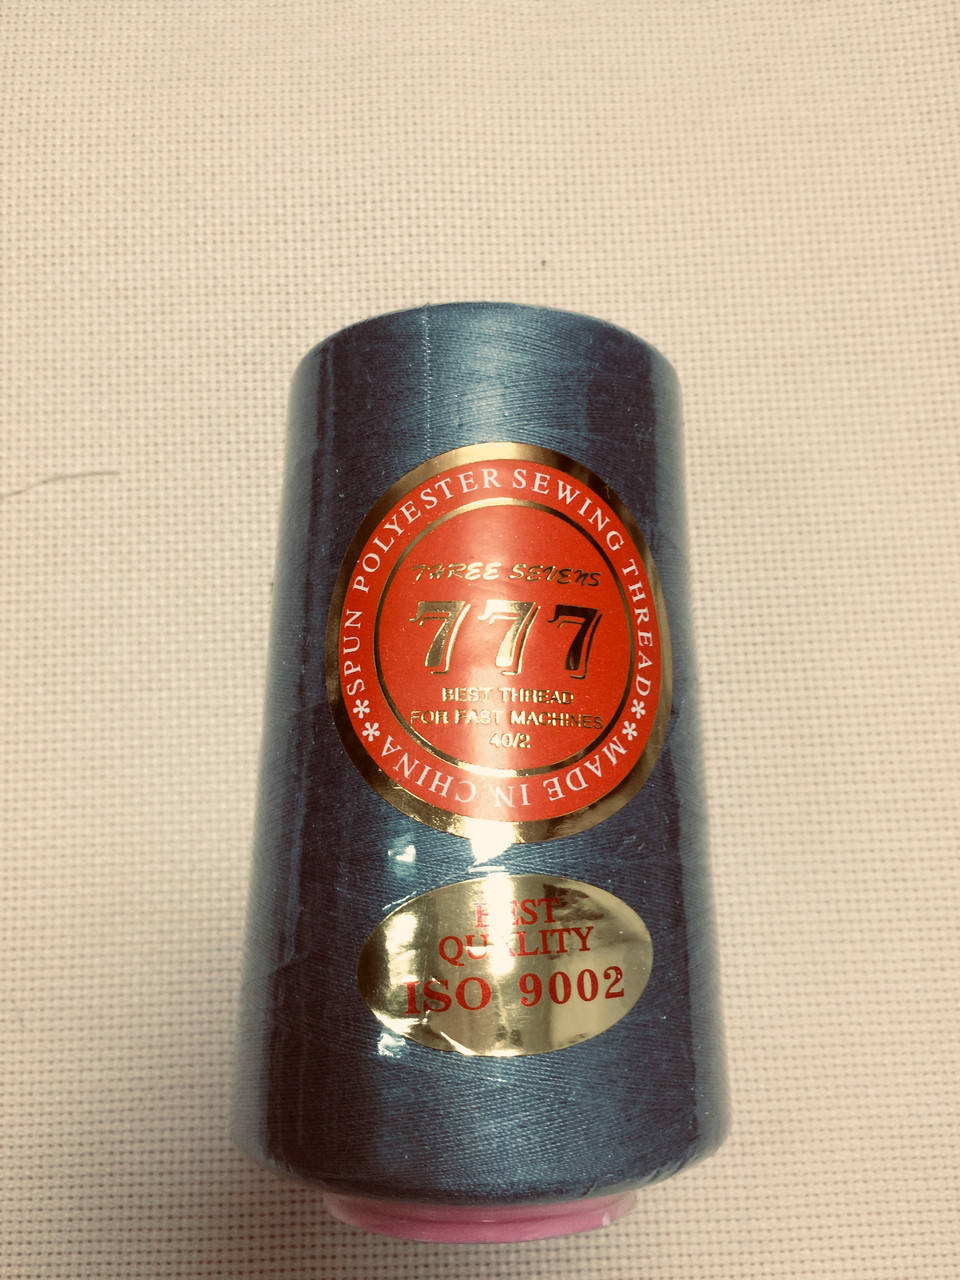 SPUN POLYESTER SEWING THREAD
THREE SEVENS
777
BEST THREAD
FOR FAST MACHINES
40/2
**MADE IN CHINA**
BEST
QUALITY
ISO 9002